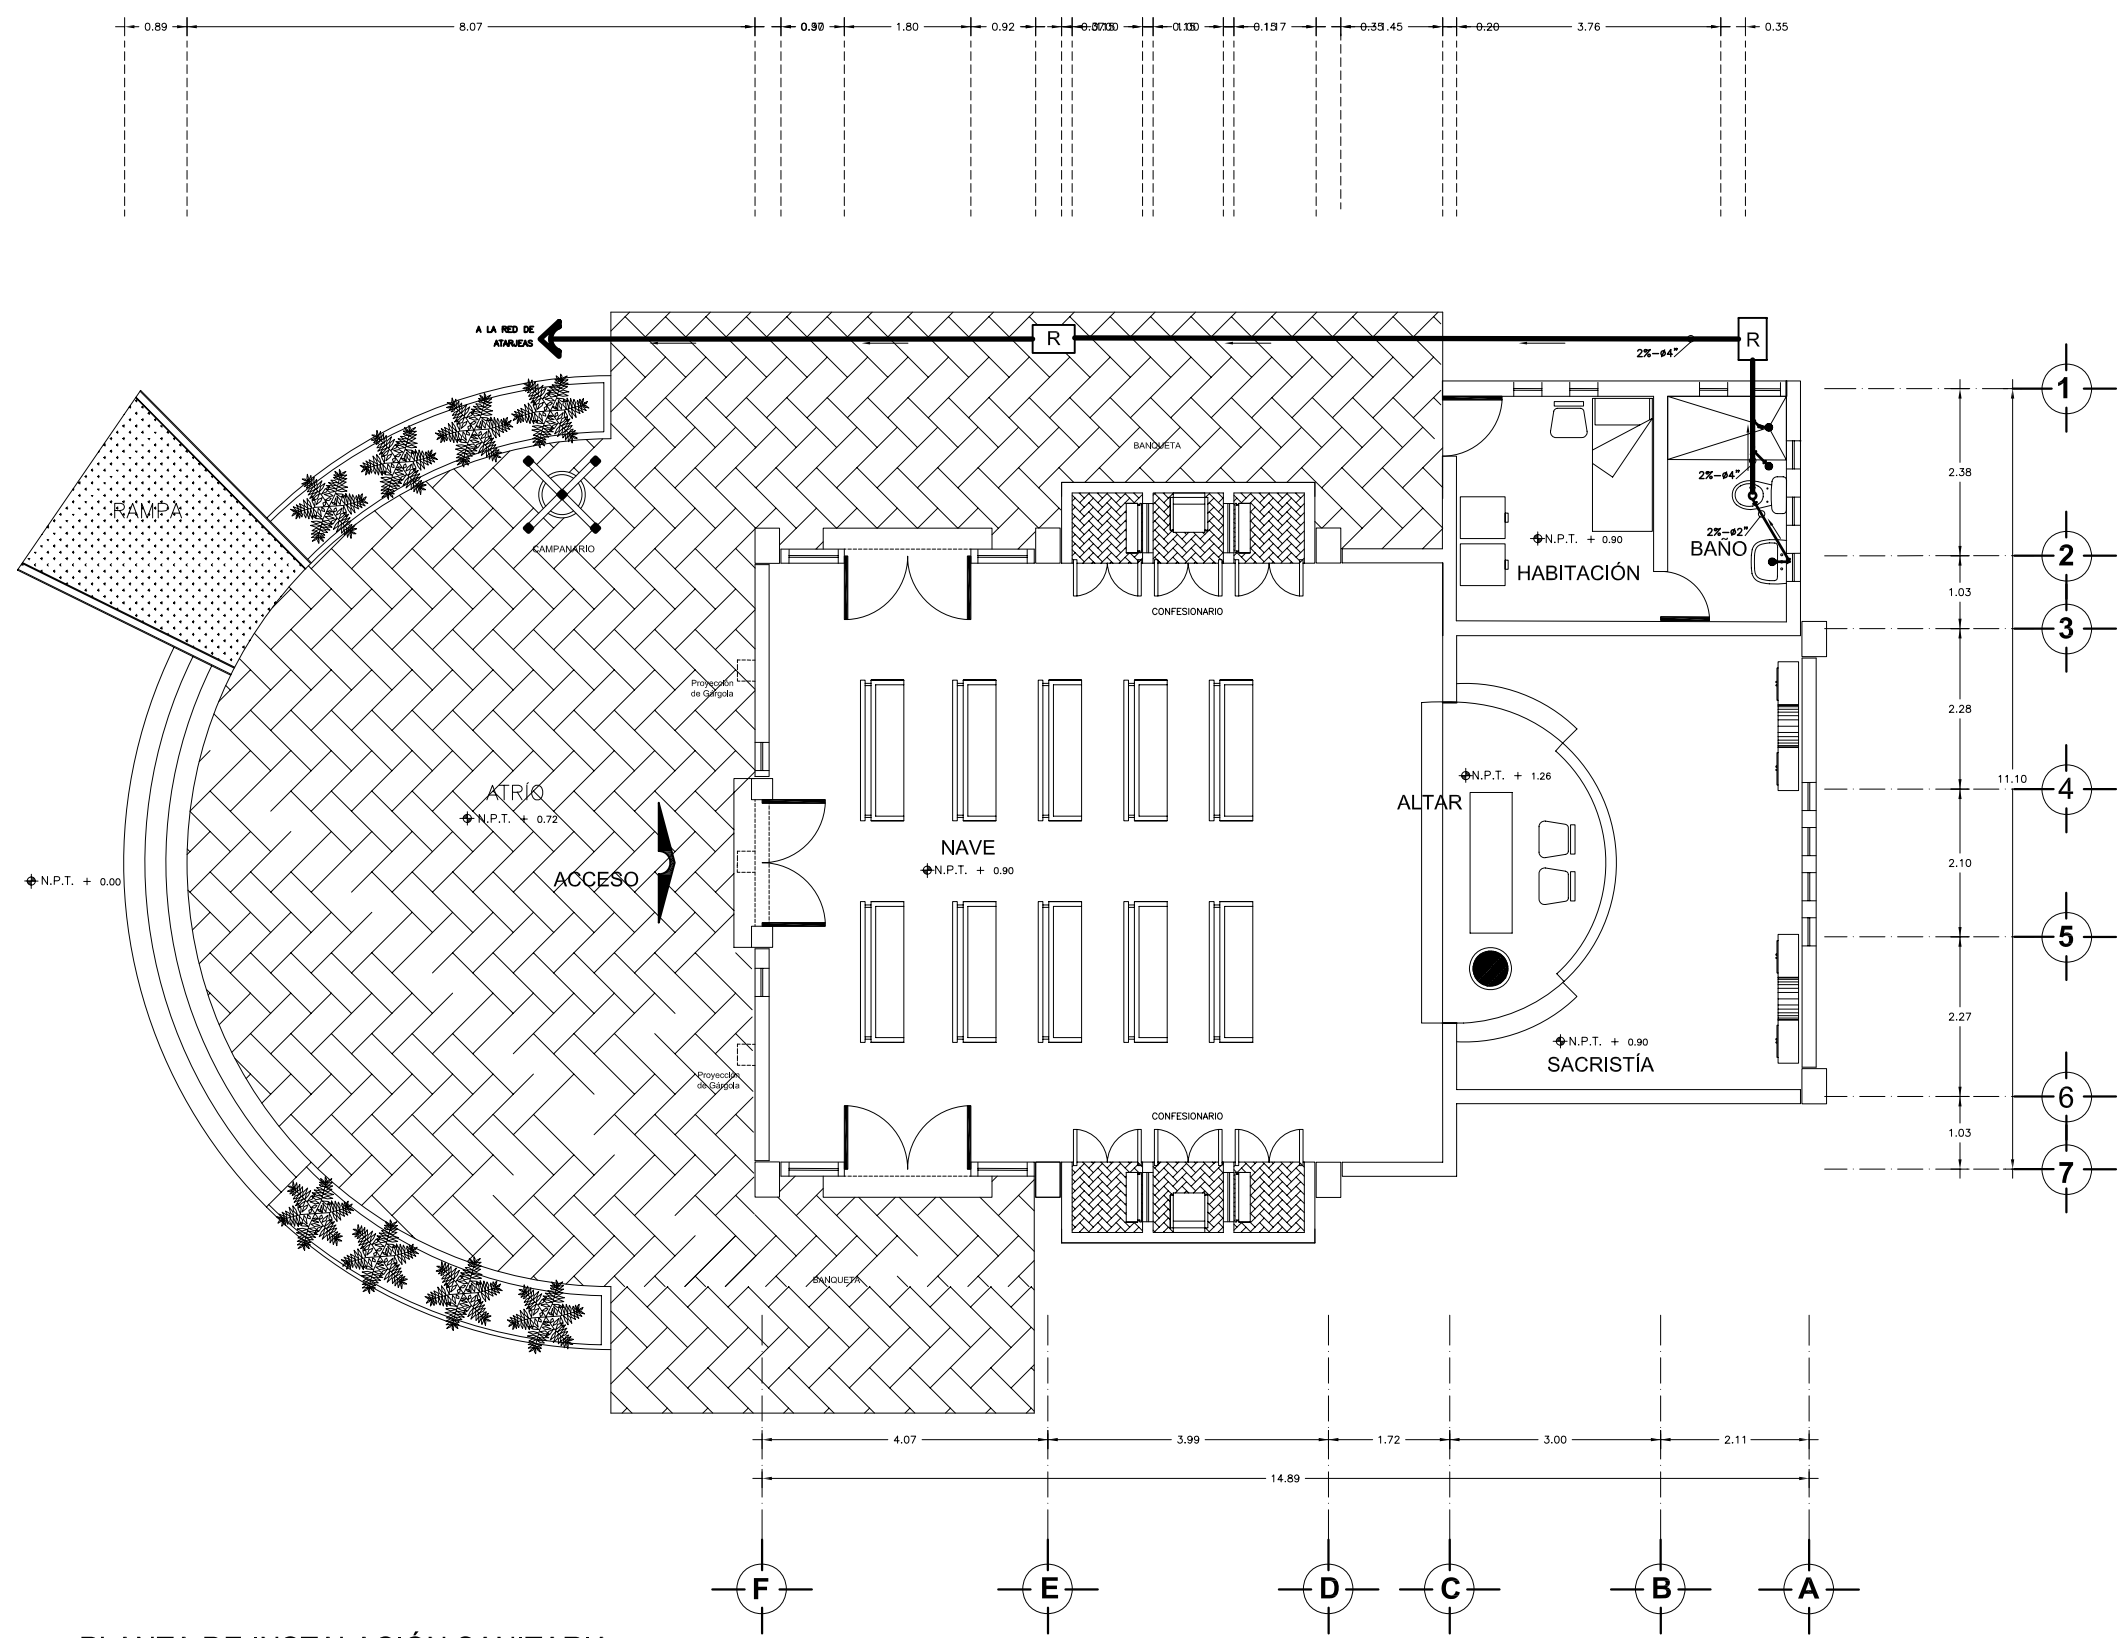 0.89 8.07 1.80 0.92 0.20 3.76 0.35
A LA RED DE
ATARJEAS
R
R
2%-ø4"
1
RAMPA
BANQUETA
2.38
2%-ø4"
CAMPANARIO
N.P.T. + 0.90
2%-ø2"
BAÑO
2
HABITACIÓN
1.03
CONFESIONARIO
3
Proyección
de Gárgola
2.28
N.P.T. + 1.26
11.10
4
ATRÍO
ALTAR
N.P.T. + 0.72
NAVE
N.P.T. + 0.90
2.10
N.P.T. + 0.00
ACCESO
5
2.27
N.P.T. + 0.90
SACRISTÍA
Proyección
de Gárgola
6
CONFESIONARIO
1.03
7
BANQUETA
4.07 3.99 1.72 3.00 2.11
14.89
F E D C B A
PLANTA DE INSTALACIÓN SANITARIA